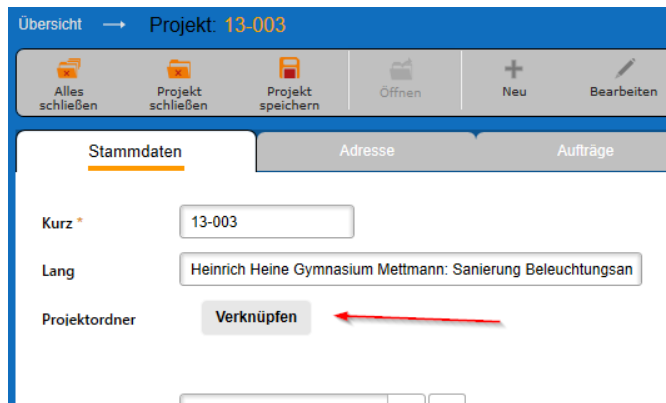 Übersicht → Projekt: 13-003
Alles schließen
Projekt schließen
Projekt speichern
Öffnen
Neu
Bearbeiten
Stammdaten
Adresse
Aufträge
Kurz *
13-003
Lang
Heinrich Heine Gymnasium Mettmann: Sanierung Beleuchtungsan
Projektordner
Verknüpfen